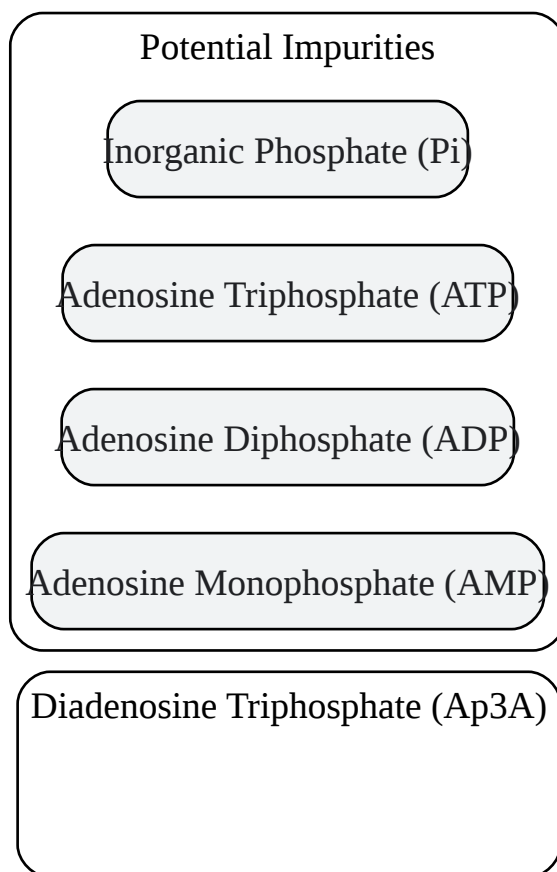 Potential Impurities
Inorganic Phosphate (Pi)
Adenosine Triphosphate (ATP)
Adenosine Diphosphate (ADP)
Adenosine Monophosphate (AMP)
Diadenosine Triphosphate (Ap3A)